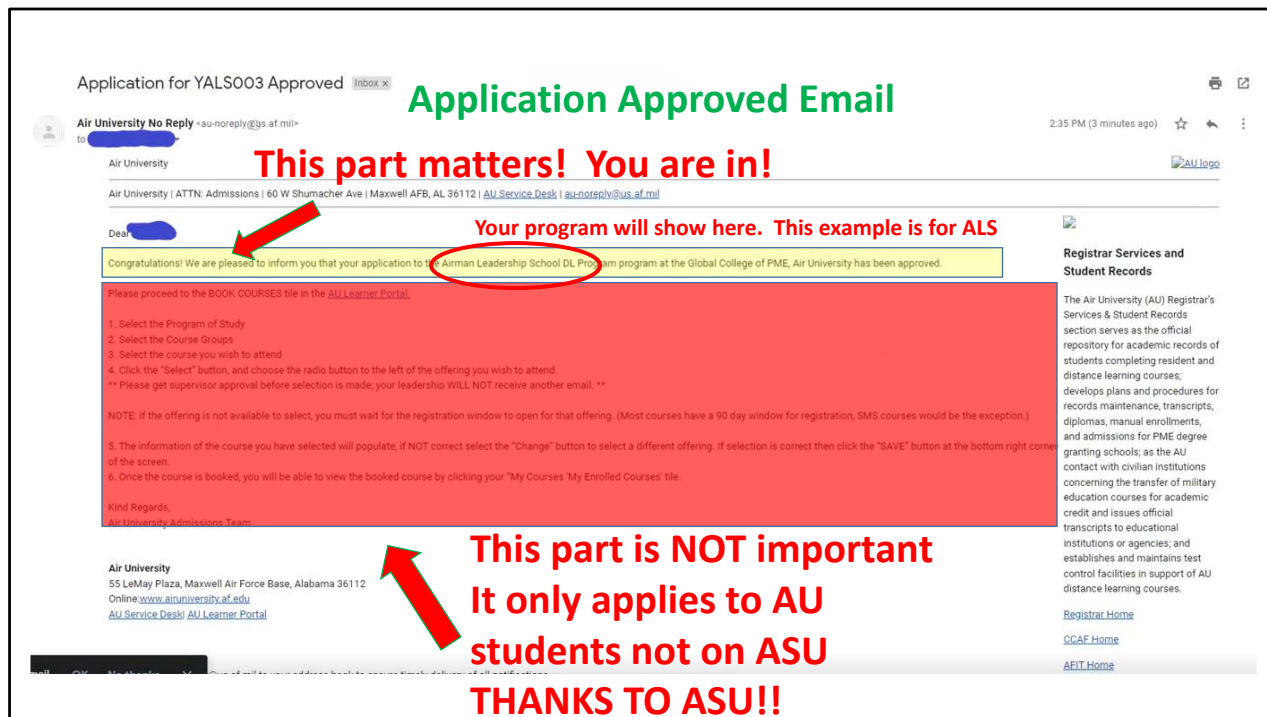 Application for YALS003 Approved Inbox x
Application Approved Email
Air University No Reply <au-noreply@us.af.mil>
2:35 PM (3 minutes ago)
to
This part matters! You are in!
Air University
AU logo
Air University | ATTN: Admissions | 60 W Shumacher Ave | Maxwell AFB, AL 36112 | AU Service Desk | au-noreply@us.af.mil
Your program will show here. This example is for ALS
Dear
Congratulations! We are pleased to inform you that your application to the Airman Leadership School DL Program program at the Global College of PME, Air University has been approved.
Please proceed to the BOOK COURSES tile in the AU Learner Portal.
1. Select the Program of Study
2. Select the Course Groups
3. Select the course you wish to attend
4. Click the "Select" button, and choose the radio button to the left of the offering you wish to attend.
** Please get supervisor approval before selection is made; your leadership WILL NOT receive another email. **
NOTE: If the offering is not available to select, you must wait for the registration window to open for that offering. (Most courses have a 90 day window for registration, SMS courses would be the exception.)
5. The information of the course you have selected will populate, if NOT correct select the "Change" button to select a different offering. If selection is correct then click the "SAVE" button at the bottom right corner
of the screen.
6. Once the course is booked, you will be able to view the booked course by clicking your "My Courses 'My Enrolled Courses' tile.
Kind Regards,
Air University Admissions Team
This part is NOT important
It only applies to AU
students not on ASU
THANKS TO ASU!!
Air University
55 LeMay Plaza, Maxwell Air Force Base, Alabama 36112
Online:www.airuniversity.af.edu
AU Service Desk| AU Learner Portal
Registrar Services and
Student Records
The Air University (AU) Registrar's
Services & Student Records
section serves as the official
repository for academic records of
students completing resident and
distance learning courses;
develops plans and procedures for
records maintenance, transcripts,
diplomas, manual enrollments,
and admissions for PME degree
granting schools; as the AU
contact with civilian institutions
concerning the transfer of military
education courses for academic
credit and issues official
transcripts to educational
institutions or agencies; and
establishes and maintains test
control facilities in support of AU
distance learning courses.
Registrar Home
CCAF Home
AFIT Home